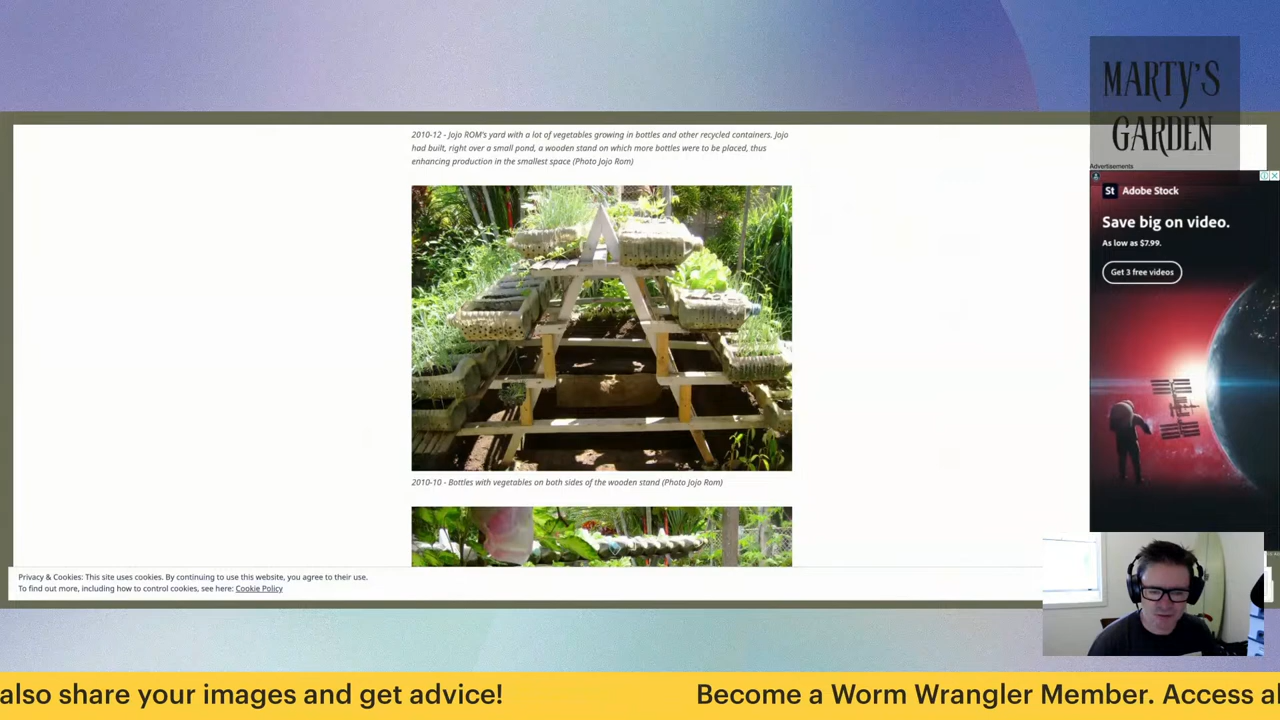 MARTY'S
GARDEN
2010-12 - Jojo ROM's yard with a lot of vegetables growing in bottles and other recycled containers. Jojo
had built, right over a small pond, a wooden stand on which more bottles were to be placed, thus
enhancing production in the smallest space (Photo Jojo Rom)
Advertisements
St Adobe Stock
Save big on video.
As low as $7.99.
Get 3 free videos
2010-10 - Bottles with vegetables on both sides of the wooden stand (Photo Jojo Rom)
Privacy & Cookies: This site uses cookies. By continuing to use this website, you agree to their use.
To find out more, including how to control cookies, see here: Cookie Policy
also share your images and get advice! Become a Worm Wrangler Member. Access al